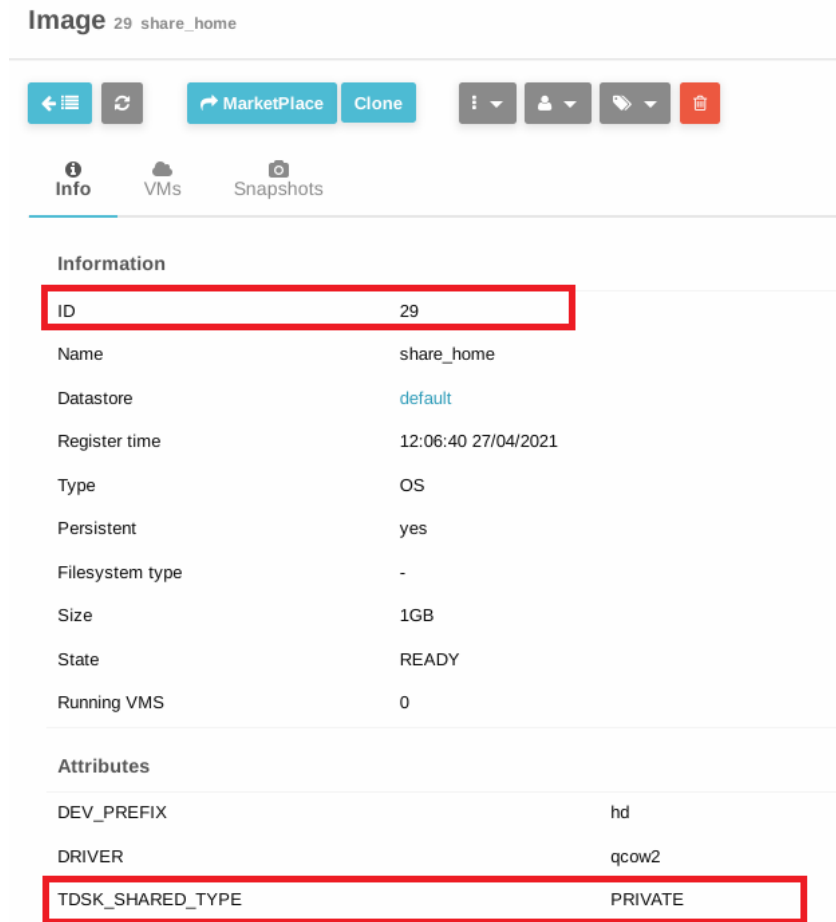 Image 29 share_home
MarketPlace Clone
Info VMs Snapshots
Information
ID 29
Name share_home
Datastore default
Register time 12:06:40 27/04/2021
Type OS
Persistent yes
Filesystem type -
Size 1GB
State READY
Running VMS 0
Attributes
DEV_PREFIX hd
DRIVER qcow2
TDSK_SHARED_TYPE PRIVATE